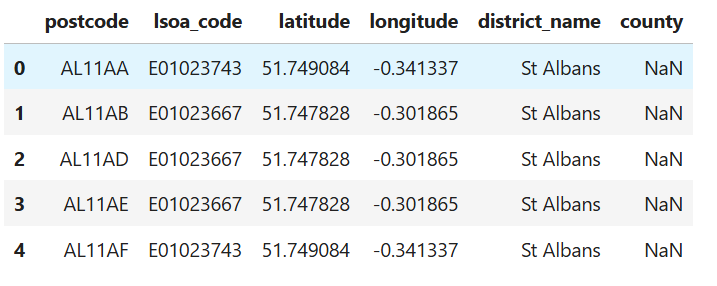 postcode lsoa_code latitude longitude district_name county
0 AL11AA E01023743 51.749084 -0.341337 St Albans NaN
1 AL11AB E01023667 51.747828 -0.301865 St Albans NaN
2 AL11AD E01023667 51.747828 -0.301865 St Albans NaN
3 AL11AE E01023667 51.747828 -0.301865 St Albans NaN
4 AL11AF E01023743 51.749084 -0.341337 St Albans NaN